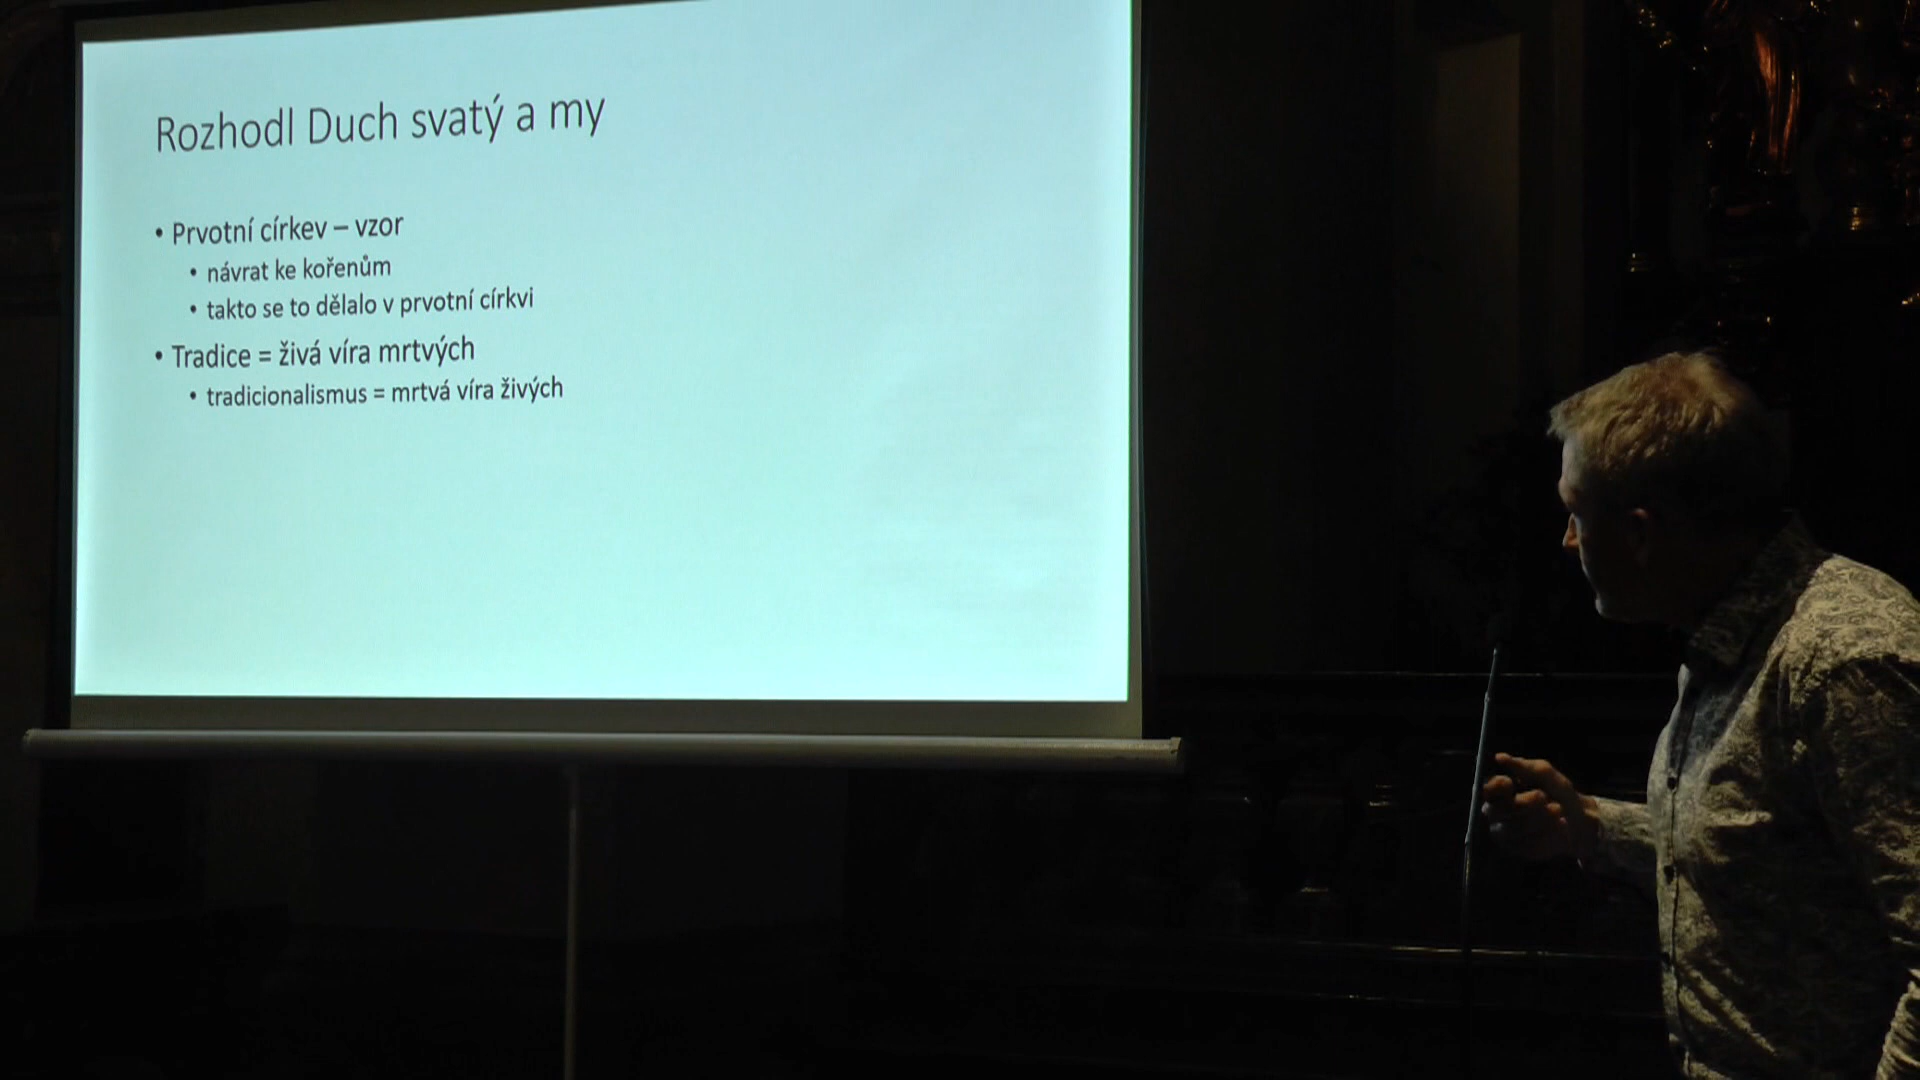 Rozhodl Duch svatý a my
• Prvotní církev – vzor
• návrat ke kořenům
• takto se to dělalo v prvotní církvi
• Tradice = živá víra mrtvých
• tradicionalismus = mrtvá víra živých